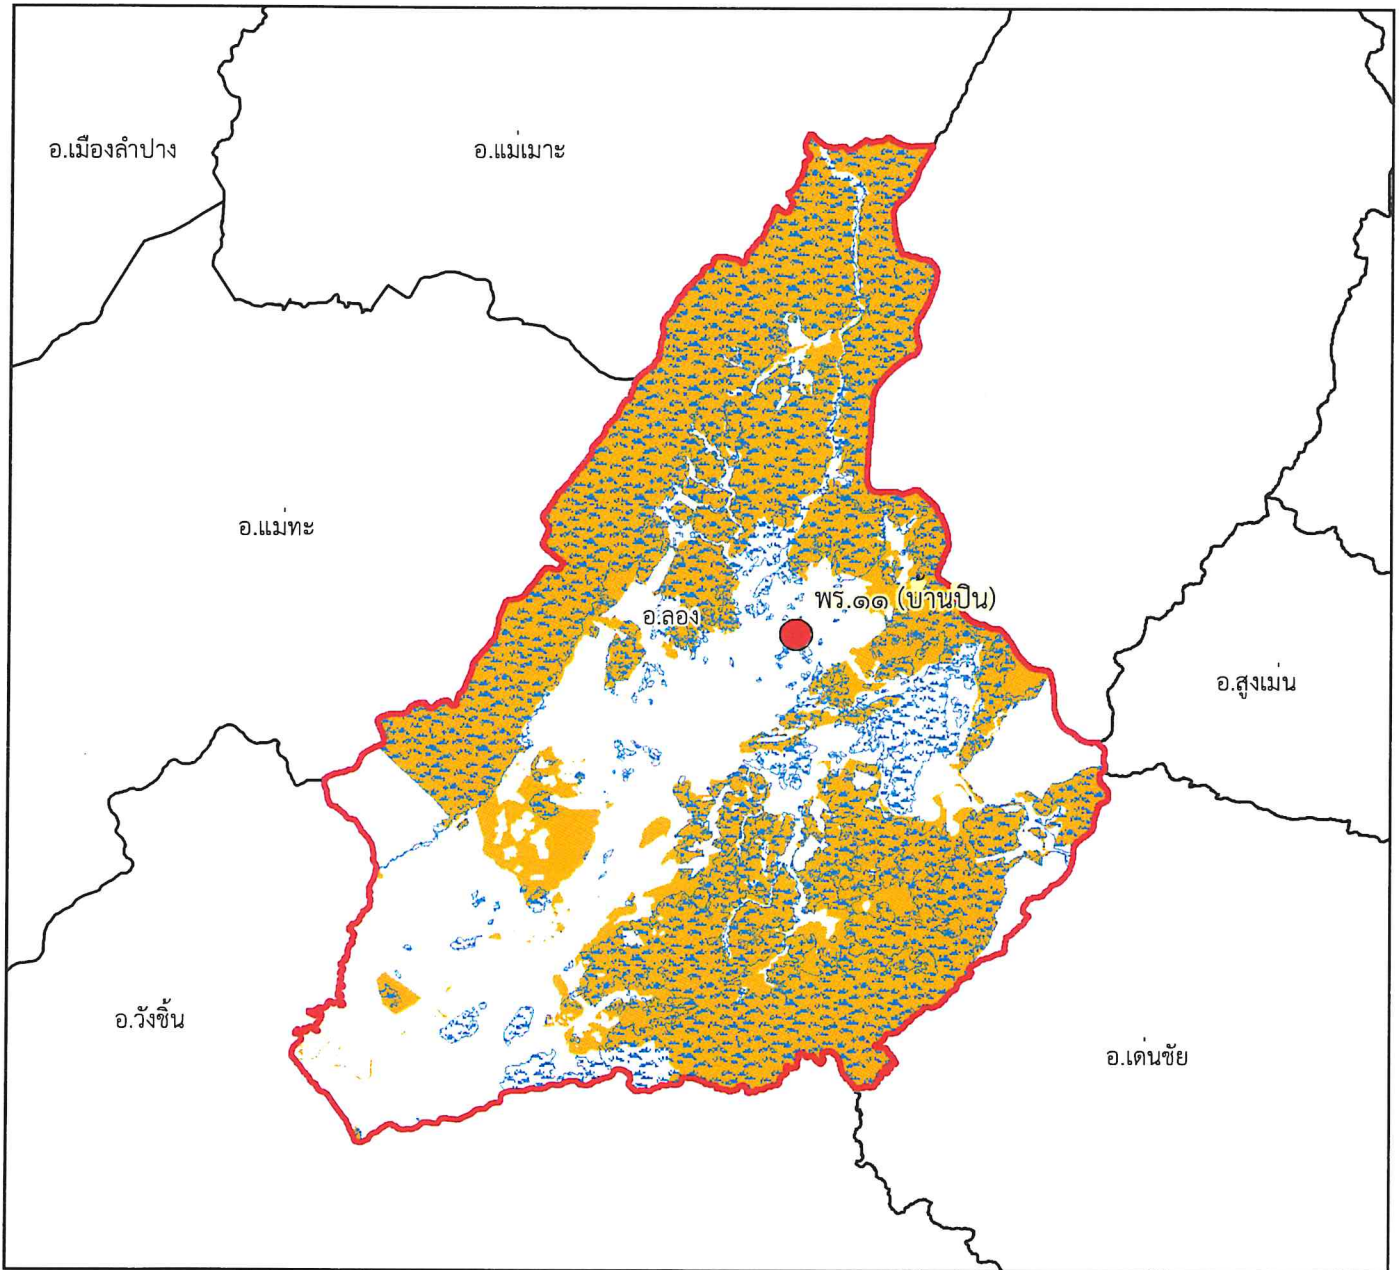 อ.เมืองลำปาง
อ.แม่เมาะ
อ.แม่ทะ
พร.๑๑ (บ้านปิน)
อ.ลอง
อ.สูงเม่น
อ.วังชิ้น
อ.เด่นชัย